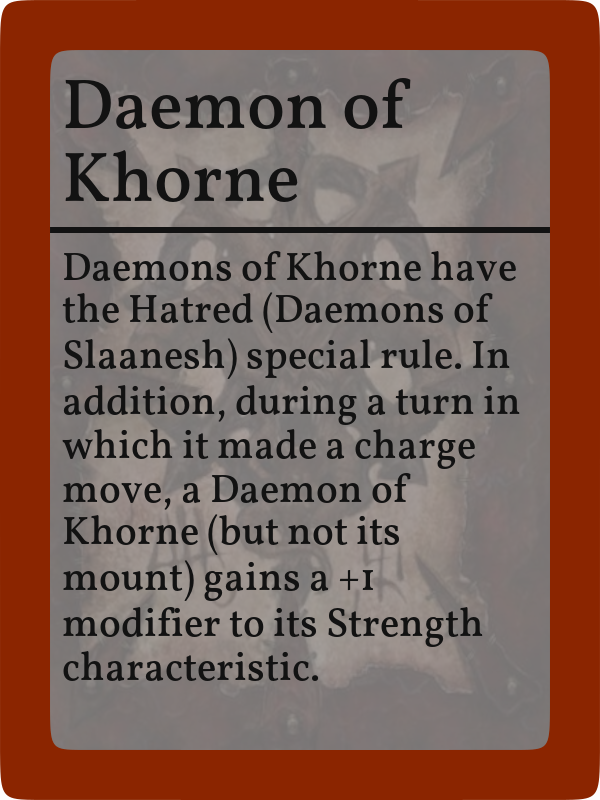 Daemon of
Khorne
Daemons of Khorne have
the Hatred (Daemons of
Slaanesh) special rule. In
addition, during a turn in
which it made a charge
move, a Daemon of
Khorne (but not its
mount) gains a +1
modifier to its Strength
characteristic.